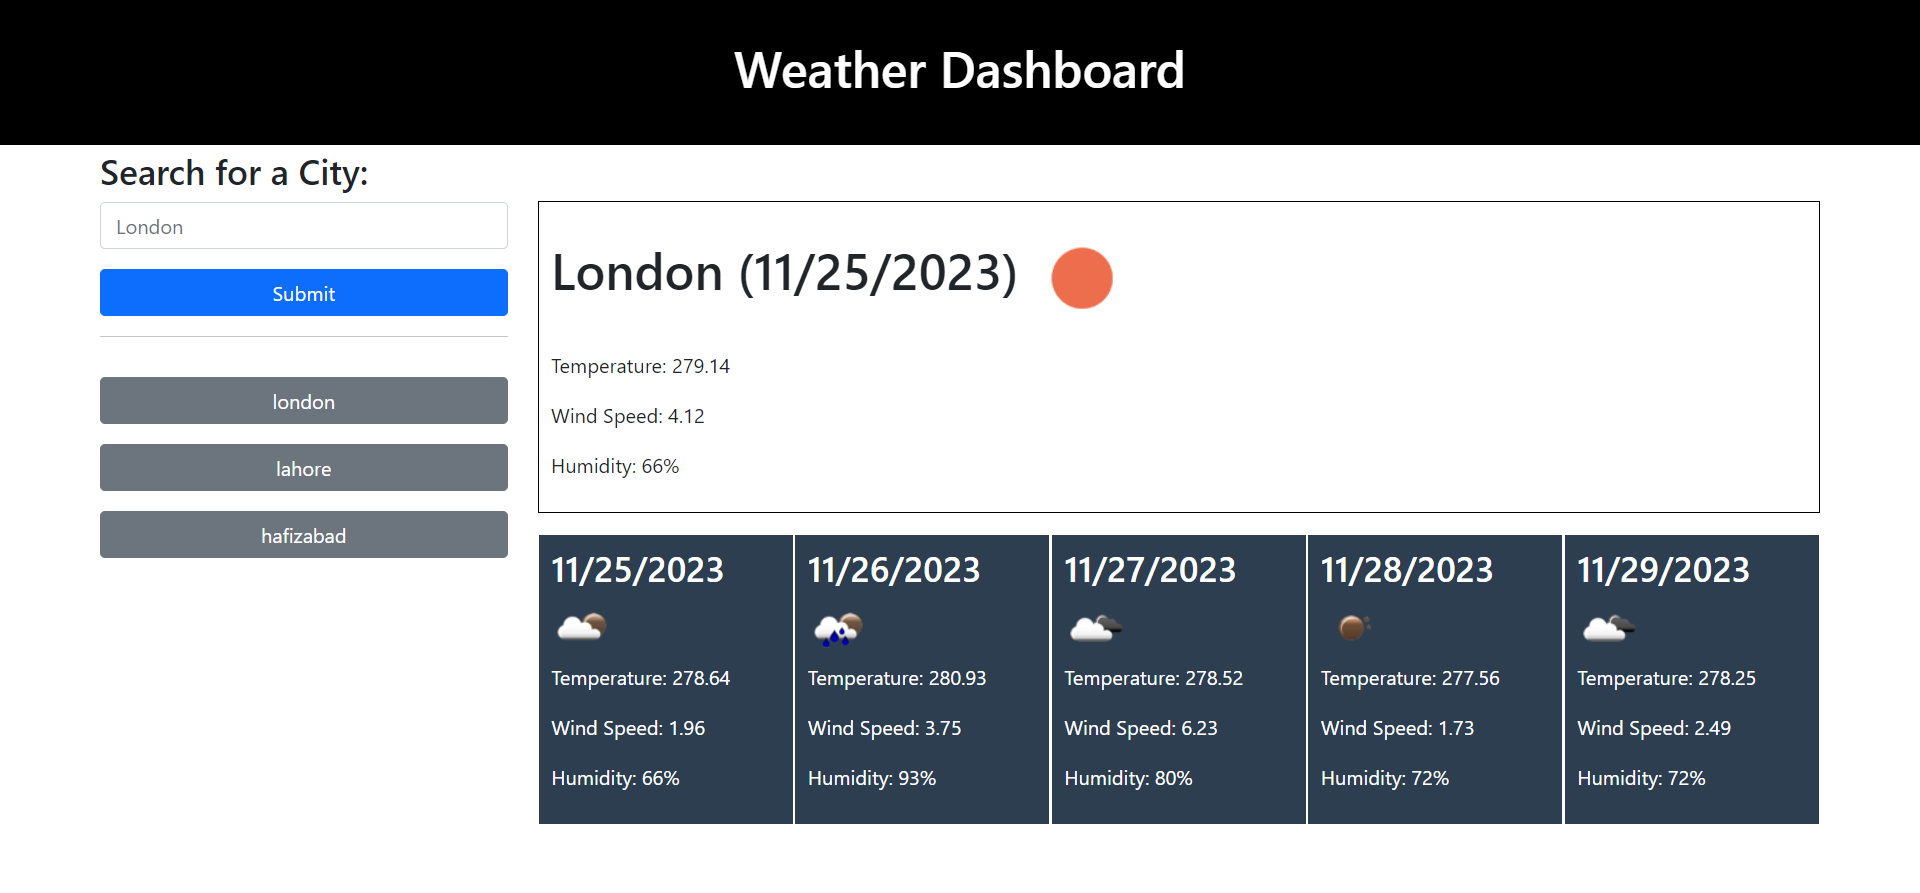 Weather Dashboard
Search for a City:
London
Submit
london
lahore
hafizabad
London (11/25/2023)
Temperature: 279.14
Wind Speed: 4.12
Humidity: 66%
11/25/2023
Temperature: 278.64
Wind Speed: 1.96
Humidity: 66%
11/26/2023
Temperature: 280.93
Wind Speed: 3.75
Humidity: 93%
11/27/2023
Temperature: 278.52
Wind Speed: 6.23
Humidity: 80%
11/28/2023
Temperature: 277.56
Wind Speed: 1.73
Humidity: 72%
11/29/2023
Temperature: 278.25
Wind Speed: 2.49
Humidity: 72%